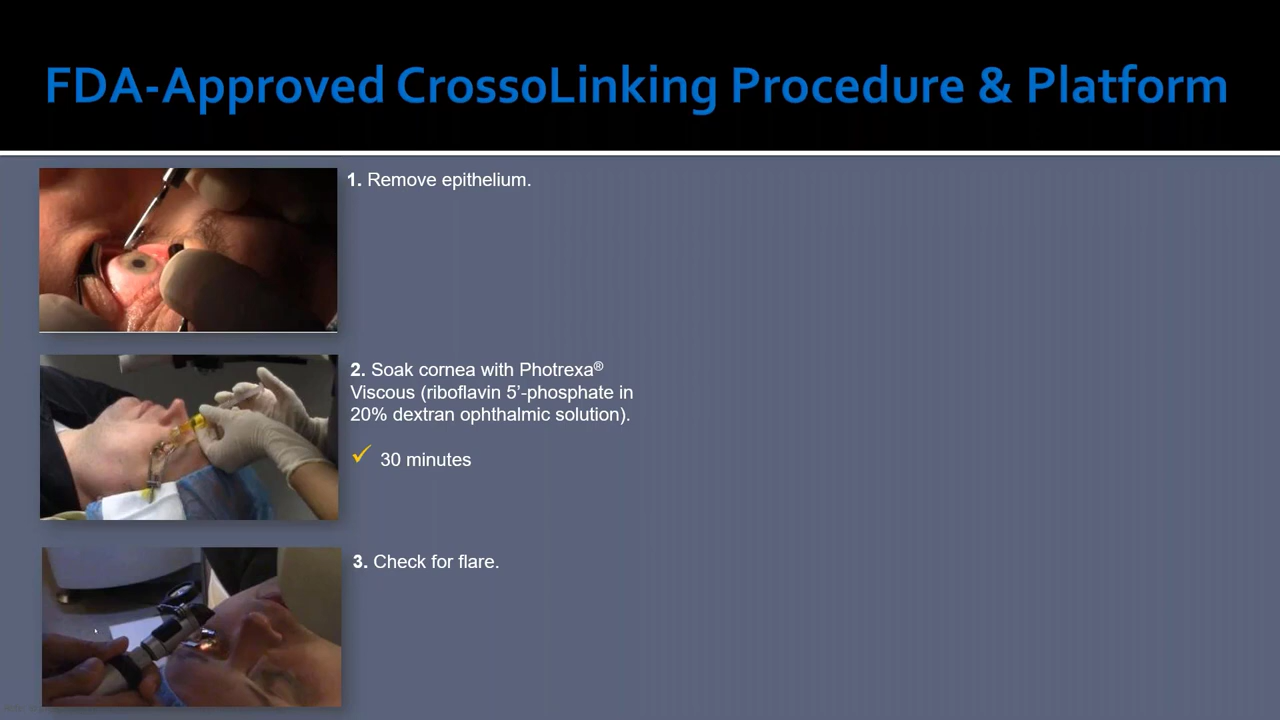 FDA-Approved CrossoLinking Procedure & Platform
1. Remove epithelium.
2. Soak cornea with Photrexa®
Viscous (riboflavin 5’-phosphate in
20% dextran ophthalmic solution).
✓ 30 minutes
3. Check for flare.